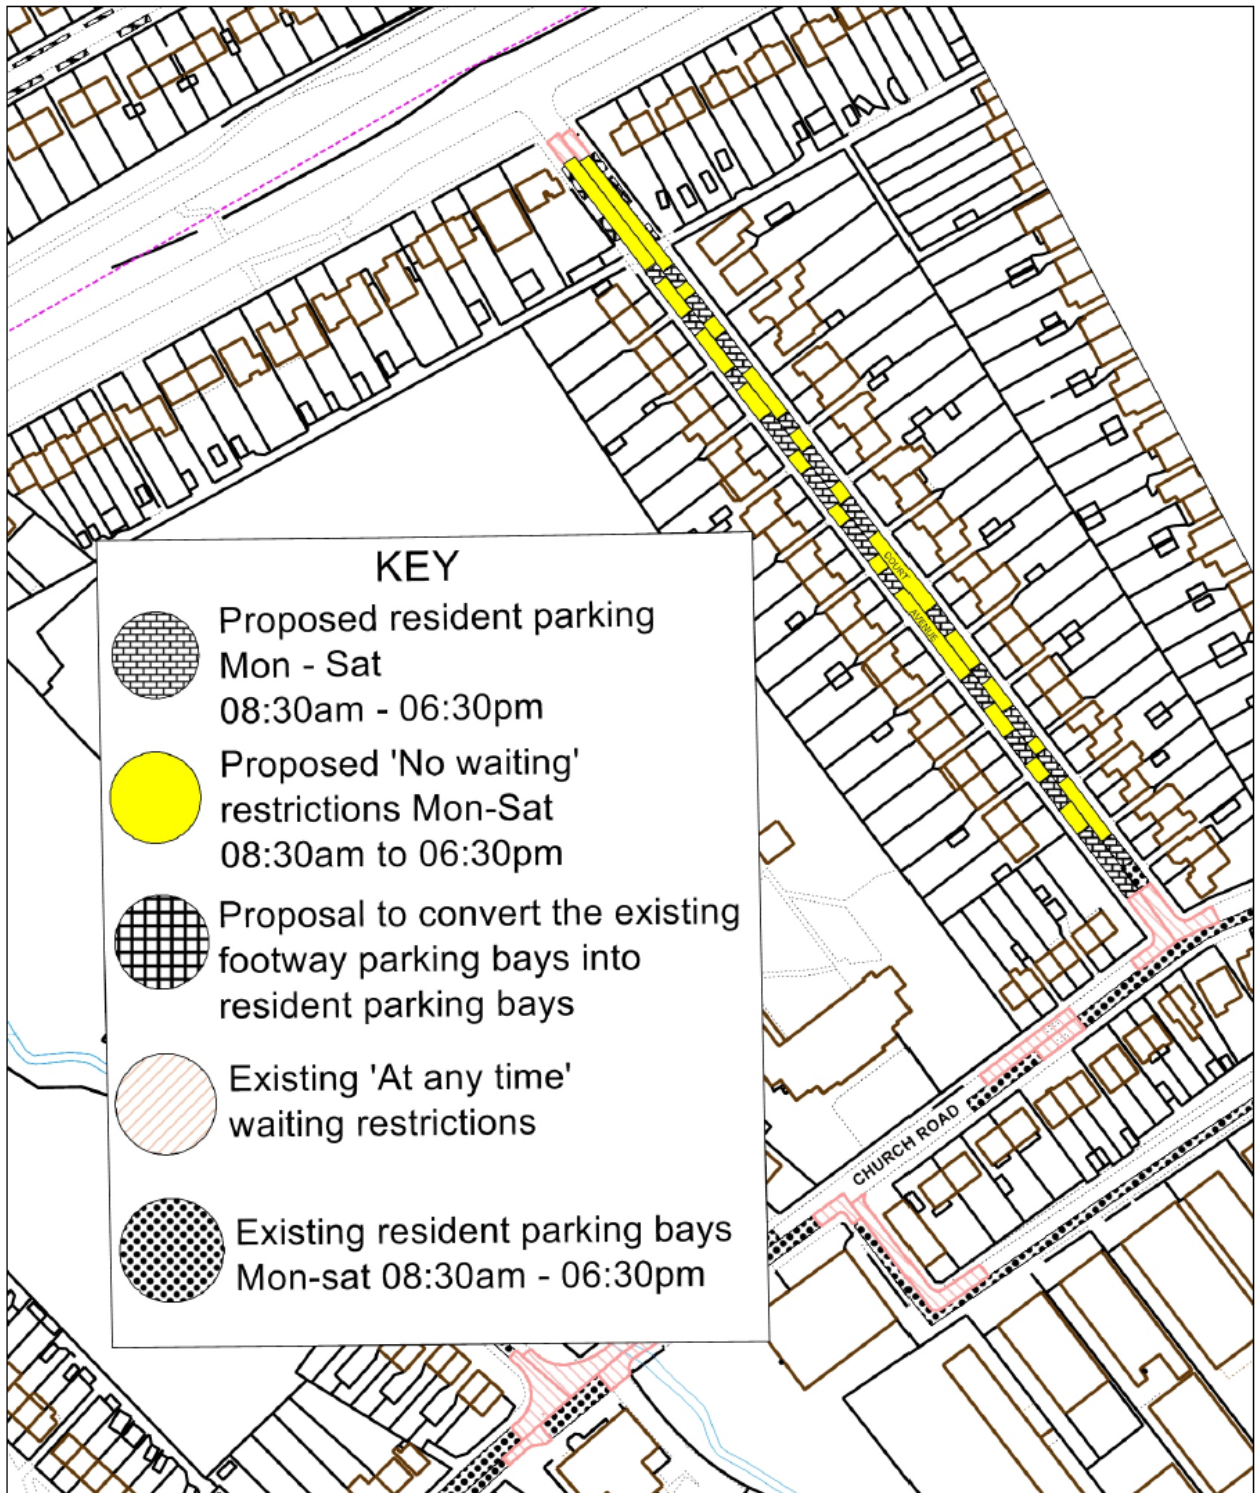 KEY
Proposed resident parking
Mon - Sat
08:30am - 06:30pm
Proposed 'No waiting'
restrictions Mon-Sat
08:30am to 06:30pm
Proposal to convert the existing
footway parking bays into
resident parking bays
Existing 'At any time'
waiting restrictions
Existing resident parking bays
Mon-sat 08:30am - 06:30pm
COURT
AVENUE
CHURCH ROAD